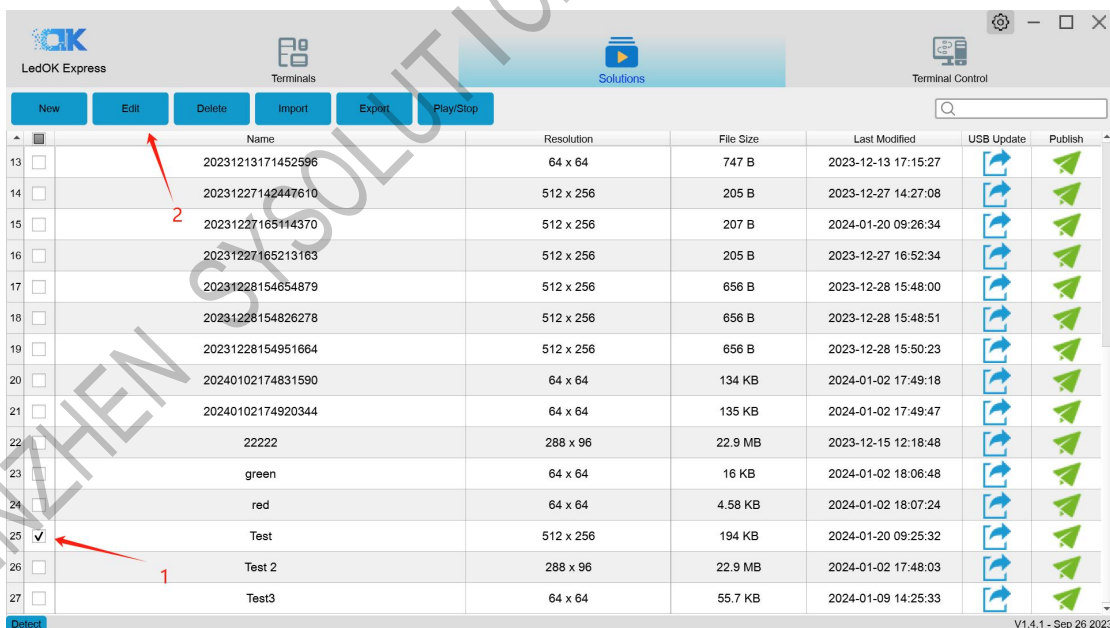 LedOK Express
Terminals
Solutions
Terminal Control
New Edit Delete Import Export Play/Stop
Name Resolution File Size Last Modified USB Update Publish
13 20231213171452596 64 x 64 747 B 2023-12-13 17:15:27
14 20231227142447610 512 x 256 205 B 2023-12-27 14:27:08
2
15 20231227165114370 512 x 256 207 B 2024-01-20 09:26:34
16 20231227165213163 512 x 256 205 B 2023-12-27 16:52:34
17 20231228154654879 512 x 256 656 B 2023-12-28 15:48:00
18 20231228154826278 512 x 256 656 B 2023-12-28 15:48:51
19 20231228154951664 512 x 256 656 B 2023-12-28 15:50:23
20 20240102174831590 64 x 64 134 KB 2024-01-02 17:49:18
21 20240102174920344 64 x 64 135 KB 2024-01-02 17:49:47
22 22222 288 x 96 22.9 MB 2023-12-15 12:18:48
23 green 64 x 64 16 KB 2024-01-02 18:06:48
24 red 64 x 64 4.58 KB 2024-01-02 18:07:24
25 Test 512 x 256 194 KB 2024-01-20 09:25:32
26 Test 2 288 x 96 22.9 MB 2024-01-02 17:48:03
1
27 Test3 64 x 64 55.7 KB 2024-01-09 14:25:33
Detect V1.4.1 - Sep 26 2023
NZHEN SYSOLUTIO